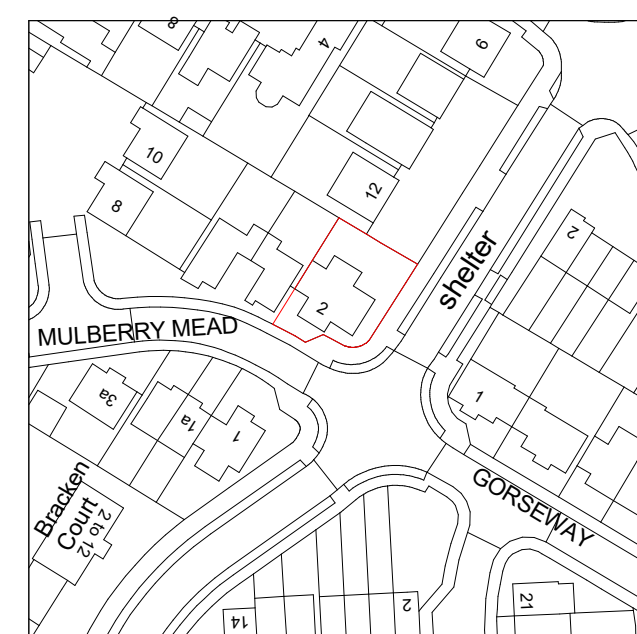 8
4
6
10
12
8
2
shelter
2
MULBERRY MEAD
3a
1a
1
1
Bracken
Court
2 to 12
GORSEWAY
14
2
21